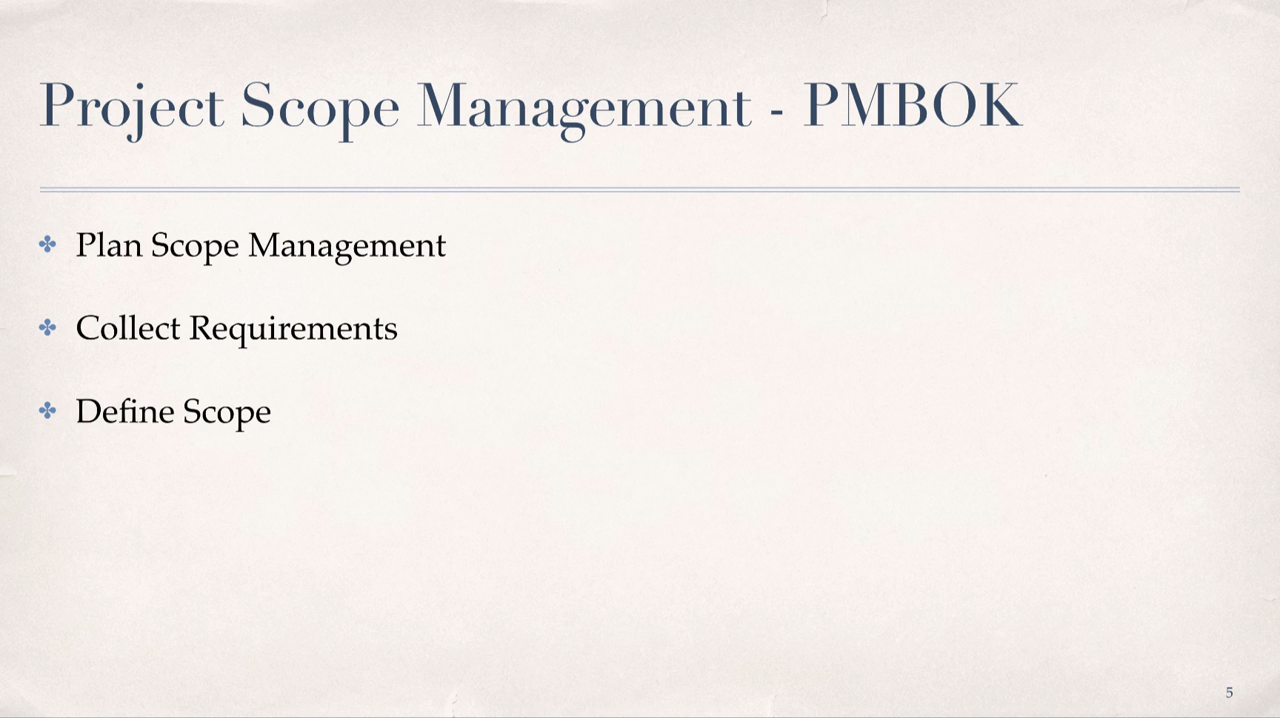 Project Scope Management - PMBOK
✤ Plan Scope Management
✤ Collect Requirements
✤ Define Scope
5